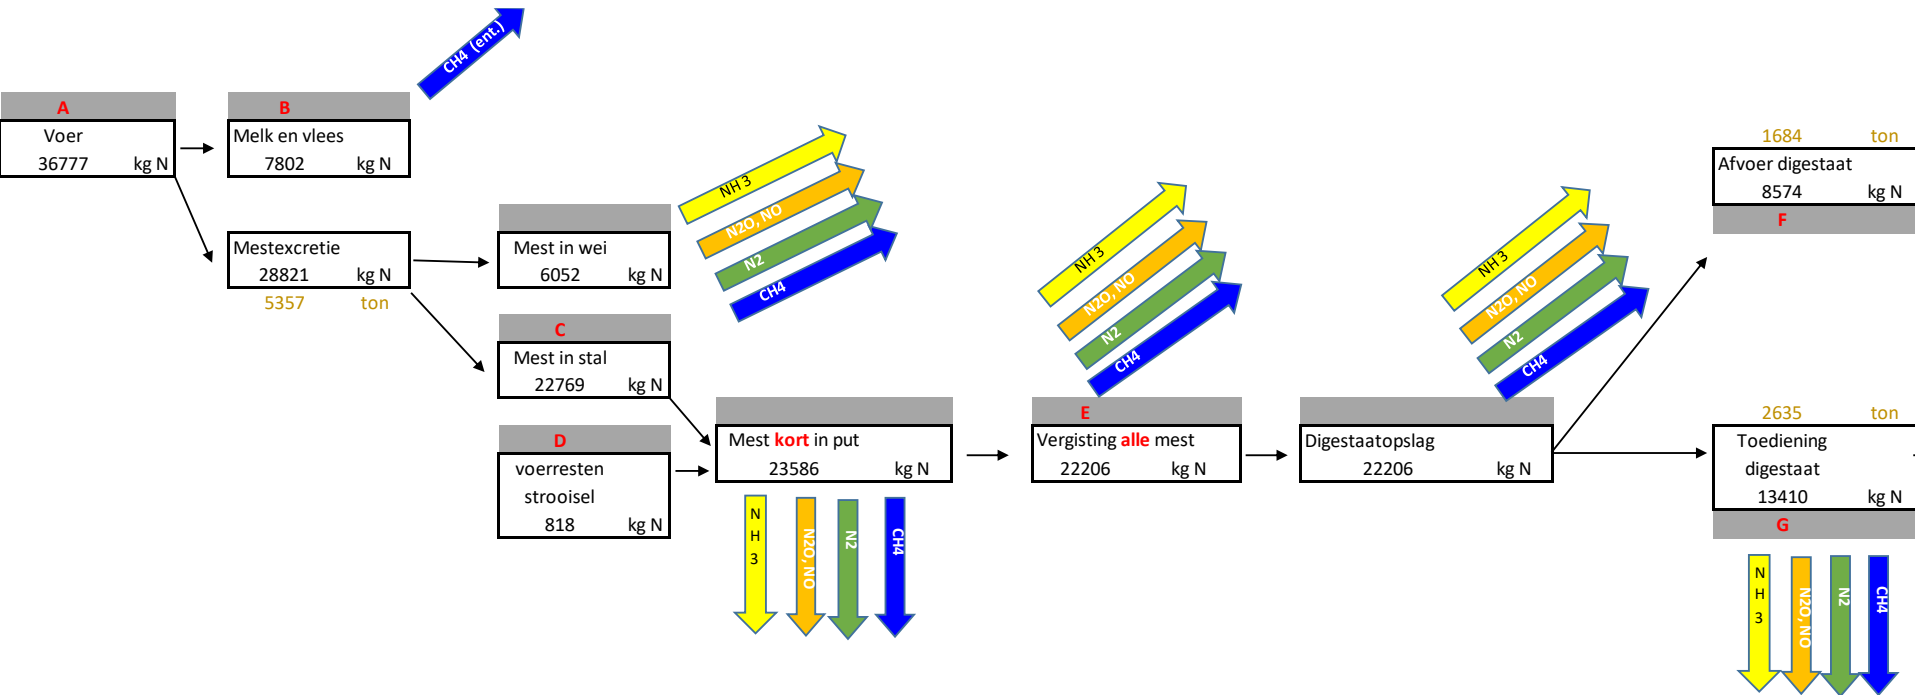 CH4 (ent.)
A
Voer
36777 kg N
B
Melk en vlees
7802 kg N
Mestexcretie
28821 kg N
5357 ton
Mest in wei
6052 kg N
NH 3
N2O, NO
N2
CH4
C
Mest in stal
22769 kg N
D
voerresten
strooisel
818 kg N
Mest kort in put
23586 kg N
NH3
N2O, NO
N2
CH4
NH 3
N2O, NO
N2
CH4
E
Vergisting alle mest
22206 kg N
NH 3
N2O, NO
N2
CH4
Digestaatopslag
22206 kg N
1684 ton
Afvoer digestaat
8574 kg N
F
2635 ton
Toediening
digestaat
13410 kg N
G
NH3
N2O, NO
N2
CH4